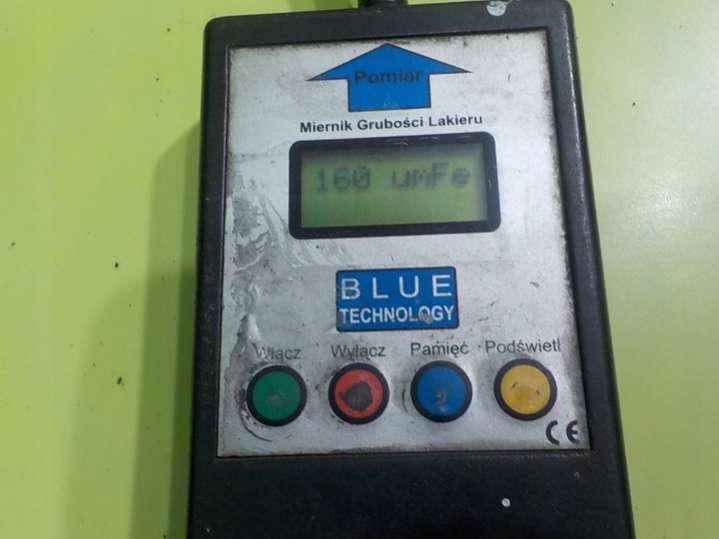 Pomiar
Miernik Grubości Lakieru
160 umFe
BLUE
TECHNOLOGY
Włącz Wyłącz Pamięć Podświetl
CE